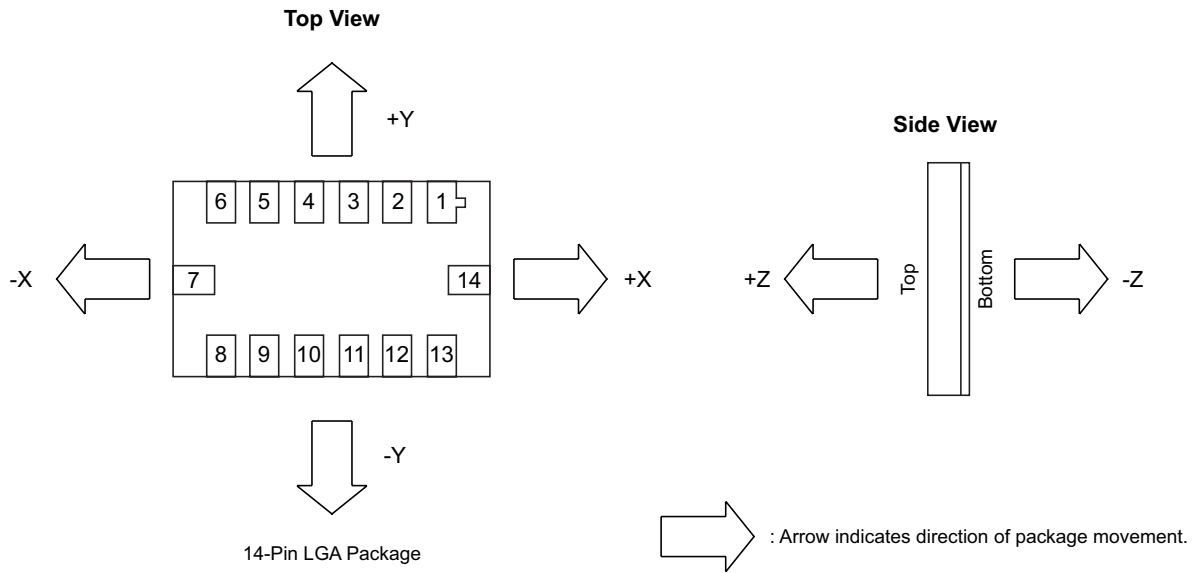 Top View
+Y
Side View
6 5 4 3 2 1
-X
7
14
+X
+Z
Top
Bottom
-Z
8 9 10 11 12 13
-Y
14-Pin LGA Package
: Arrow indicates direction of package movement.